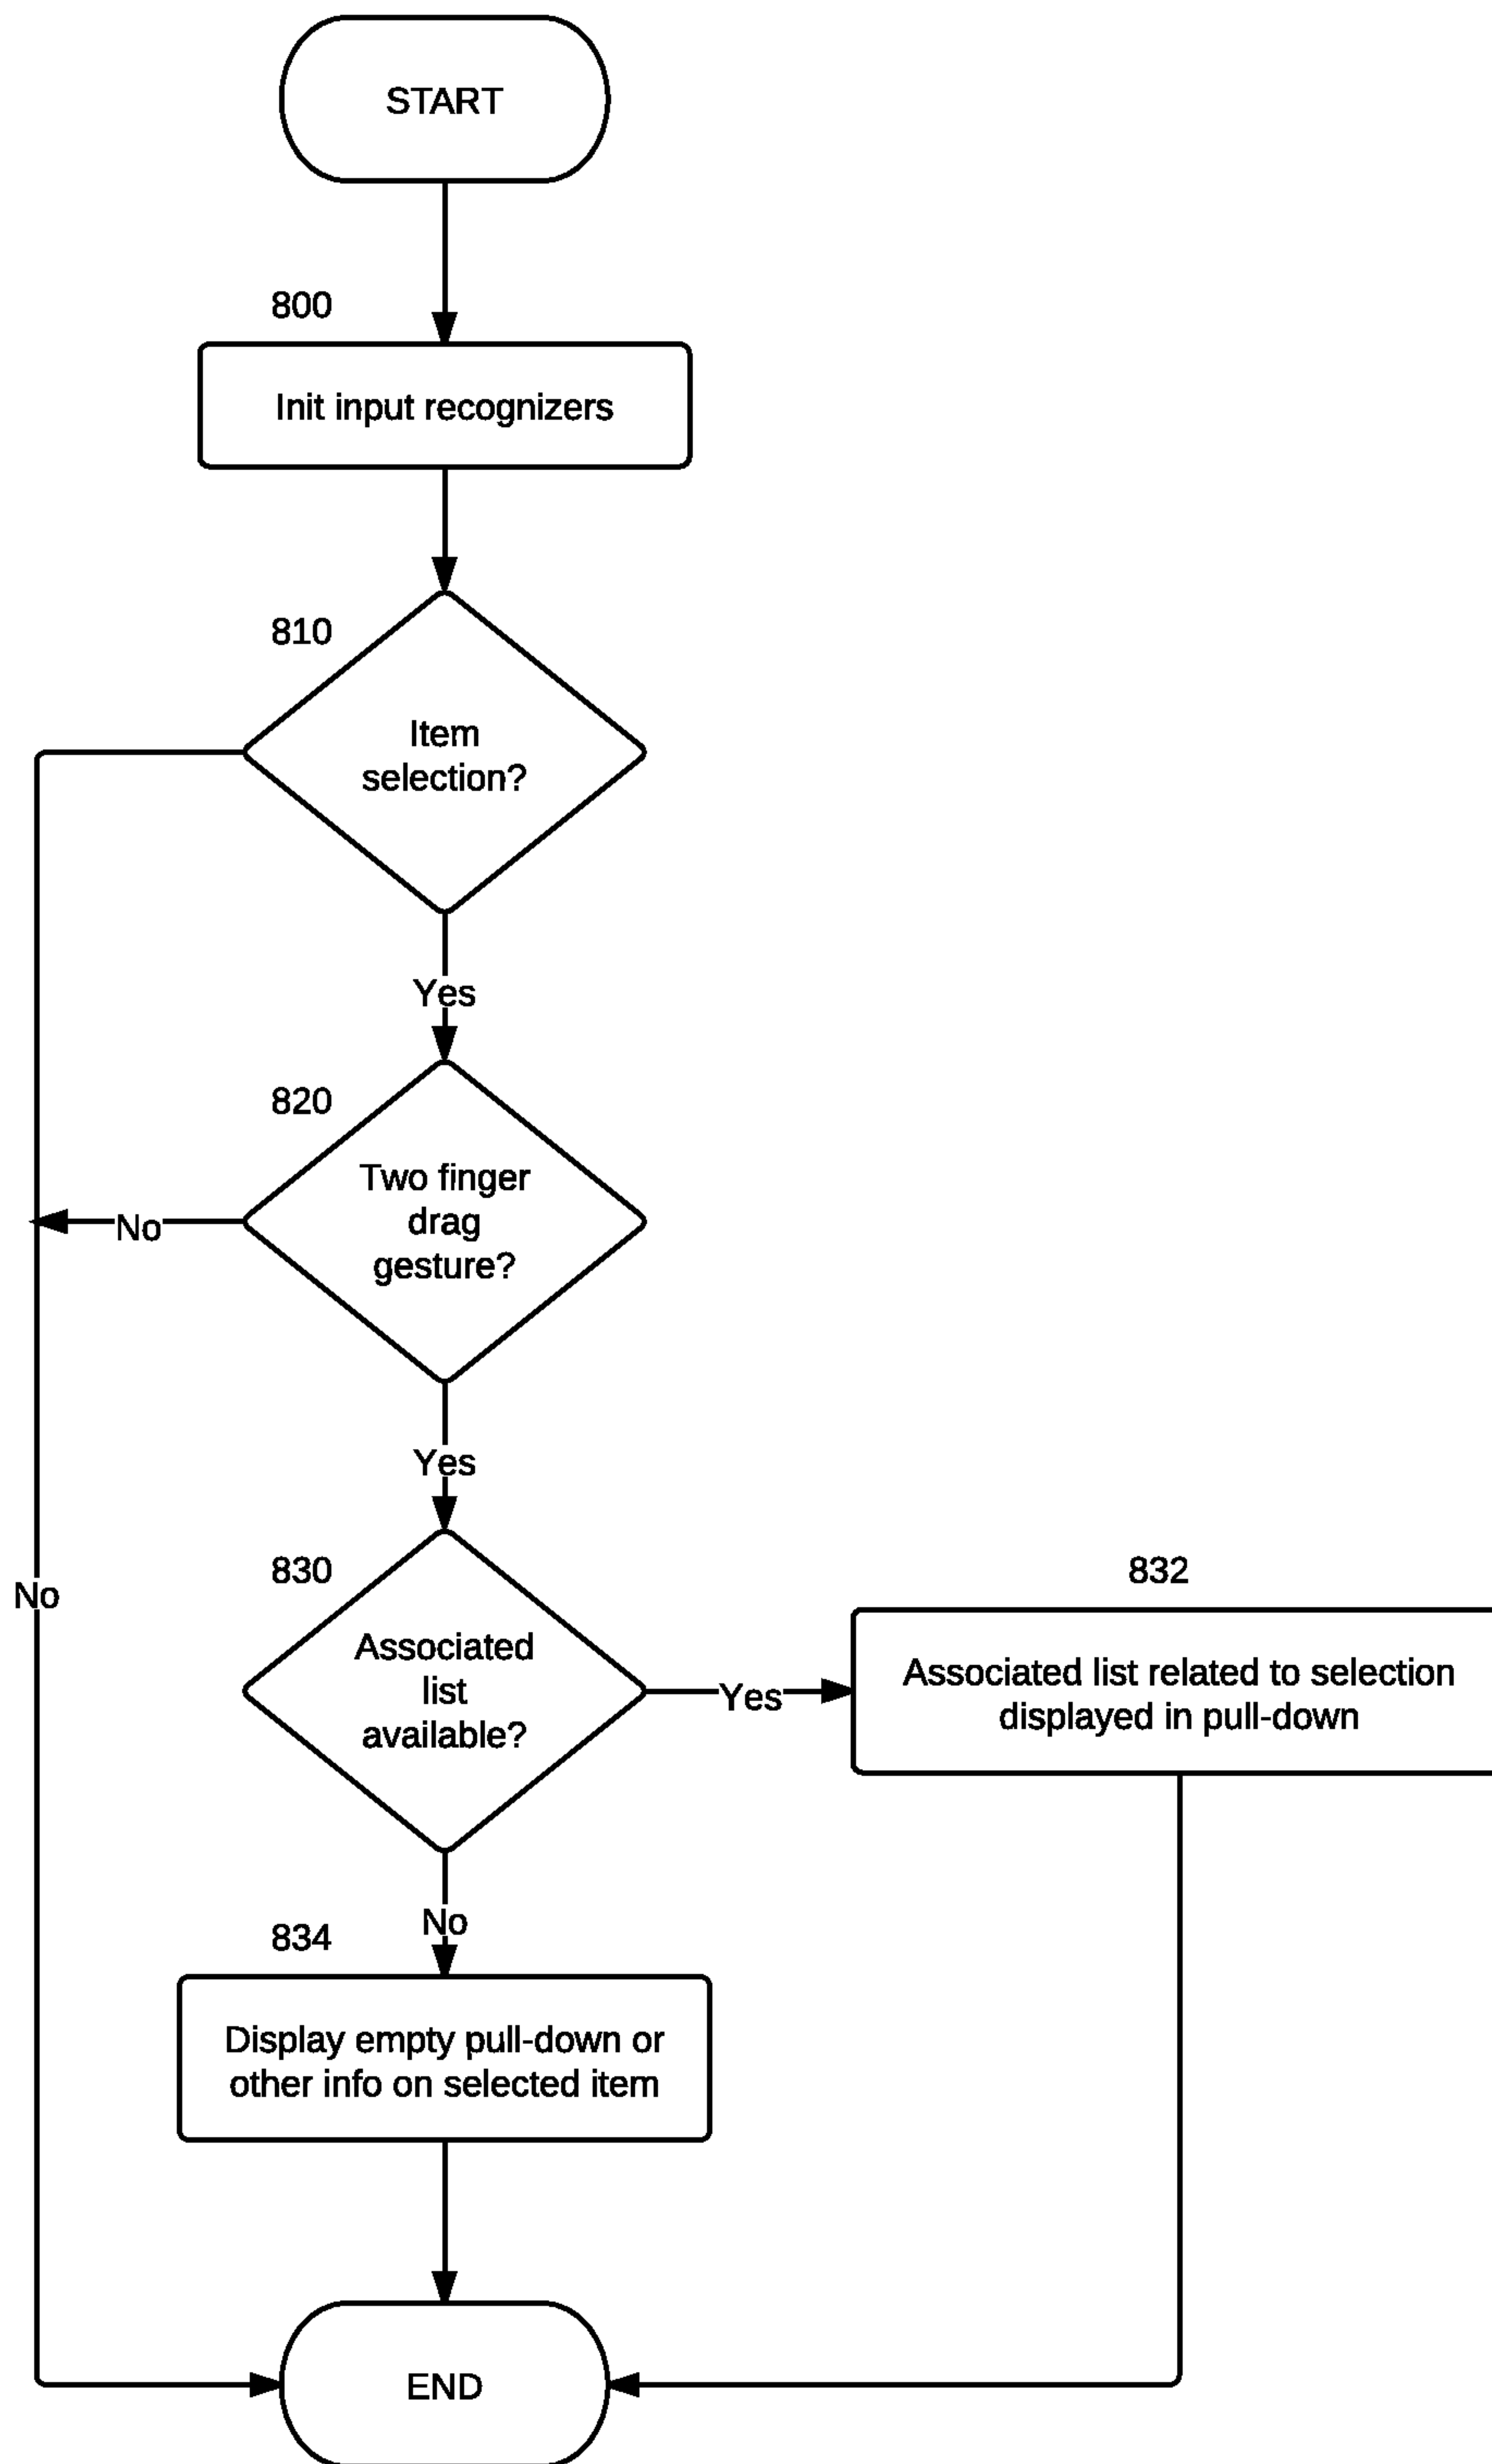 START
800
Init input recognizers
810
Item
selection?
Yes
820
Two finger
drag
gesture?
No
Yes
830
Associated
list
available?
No
Yes
832
Associated list related to selection
displayed in pull-down
No
834
Display empty pull-down or
other info on selected item
END